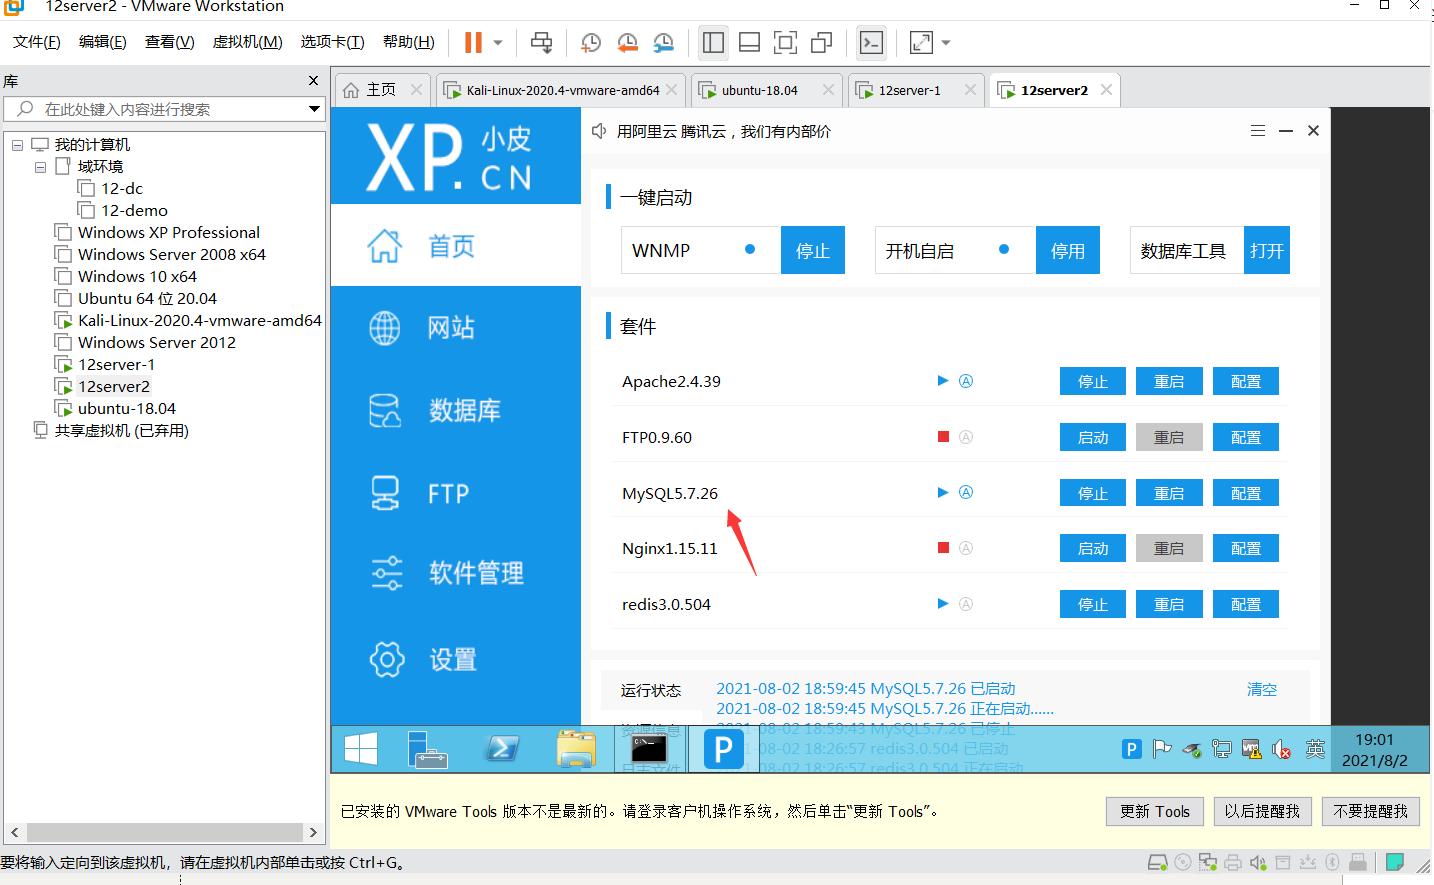 12server2 - VMware Workstation
文件(F) 编辑(E) 查看(V) 虚拟机(M) 选项卡(T) 帮助(H)
库
在此处键入内容进行搜索
我的计算机
域环境
12-dc
12-demo
Windows XP Professional
Windows Server 2008 x64
Windows 10 x64
Ubuntu 64 位 20.04
Kali-Linux-2020.4-vmware-amd64
Windows Server 2012
12server-1
12server2
ubuntu-18.04
共享虚拟机 (已弃用)
主页 Kali-Linux-2020.4-vmware-amd64 ubuntu-18.04 12server-1 12server2
XP.小皮CN
用阿里云 腾讯云，我们有内部价
首页
网站
数据库
FTP
软件管理
设置
一键启动
WNMP 停止 开机自启 停用 数据库工具 打开
套件
Apache2.4.39 停止 重启 配置
FTP0.9.60 启动 重启 配置
MySQL5.7.26 停止 重启 配置
Nginx1.15.11 启动 重启 配置
redis3.0.504 停止 重启 配置
运行状态 2021-08-02 18:59:45 MySQL5.7.26 已启动 清空
2021-08-02 18:59:45 MySQL5.7.26 正在启动......
资源信息 2021-08-02 18:59:43 MySQL5.7.26 已停止
2021-08-02 18:26:57 redis3.0.504 已启动
日志文件 2021-08-02 18:26:57 redis3.0.504 正在启动
英
19:01
2021/8/2
已安装的 VMware Tools 版本不是最新的。请登录客户机操作系统，然后单击“更新 Tools”。
更新 Tools 以后提醒我 不要提醒我
要将输入定向到该虚拟机，请在虚拟机内部单击或按 Ctrl+G。